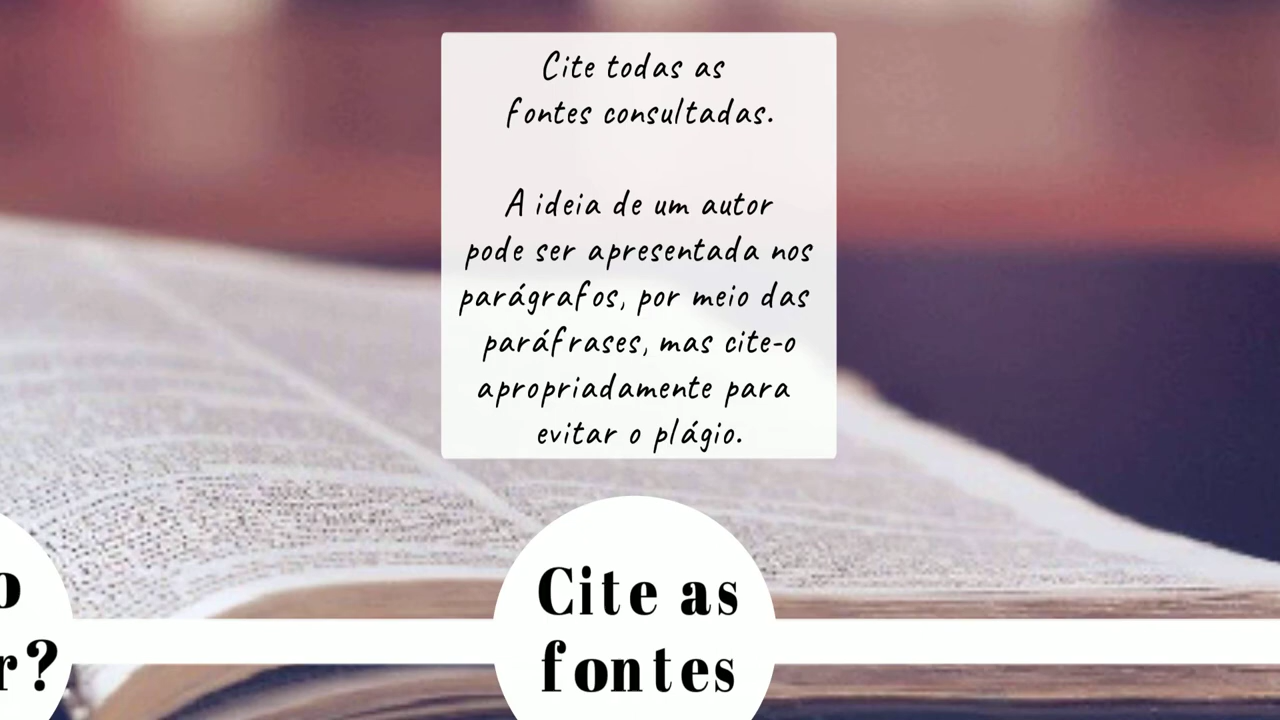 Cite todas as
fontes consultadas.
A ideia de um autor
pode ser apresentada nos
parágrafos, por meio das
paráfrases, mas cite-o
apropriadamente para
evitar o plágio.
Cite as
fontes
o
r?